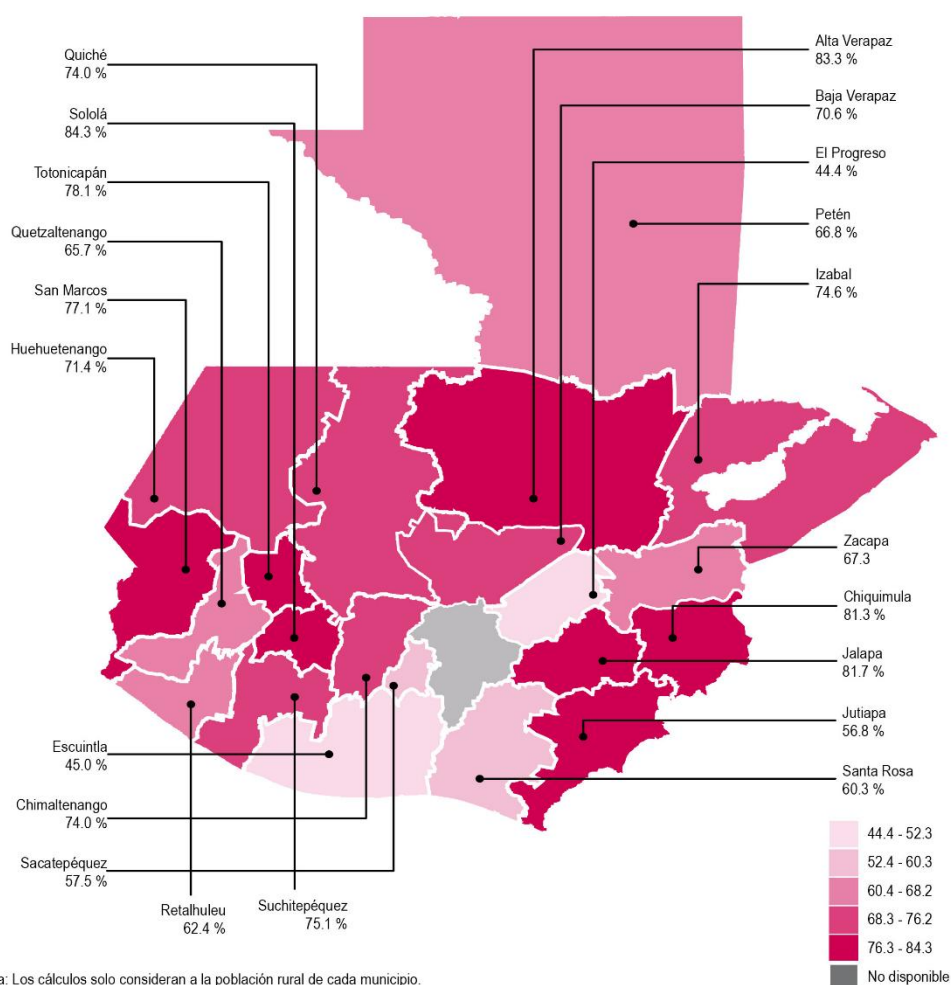 Quiché
74.0 %
Sololá
84.3 %
Totonicapán
78.1 %
Quetzaltenango
65.7 %
San Marcos
77.1 %
Huehuetenango
71.4 %
Alta Verapaz
83.3 %
Baja Verapaz
70.6 %
El Progreso
44.4 %
Petén
66.8 %
Izabal
74.6 %
Zacapa
67.3
Chiquimula
81.3 %
Jalapa
81.7 %
Jutiapa
56.8 %
Santa Rosa
60.3 %
Escuintla
45.0 %
Chimaltenango
74.0 %
Sacatepéquez
57.5 %
Retalhuleu
62.4 %
Suchitepéquez
75.1 %
44.4 - 52.3
52.4 - 60.3
60.4 - 68.2
68.3 - 76.2
76.3 - 84.3
No disponible
a: Los cálculos solo consideran a la población rural de cada municipio.